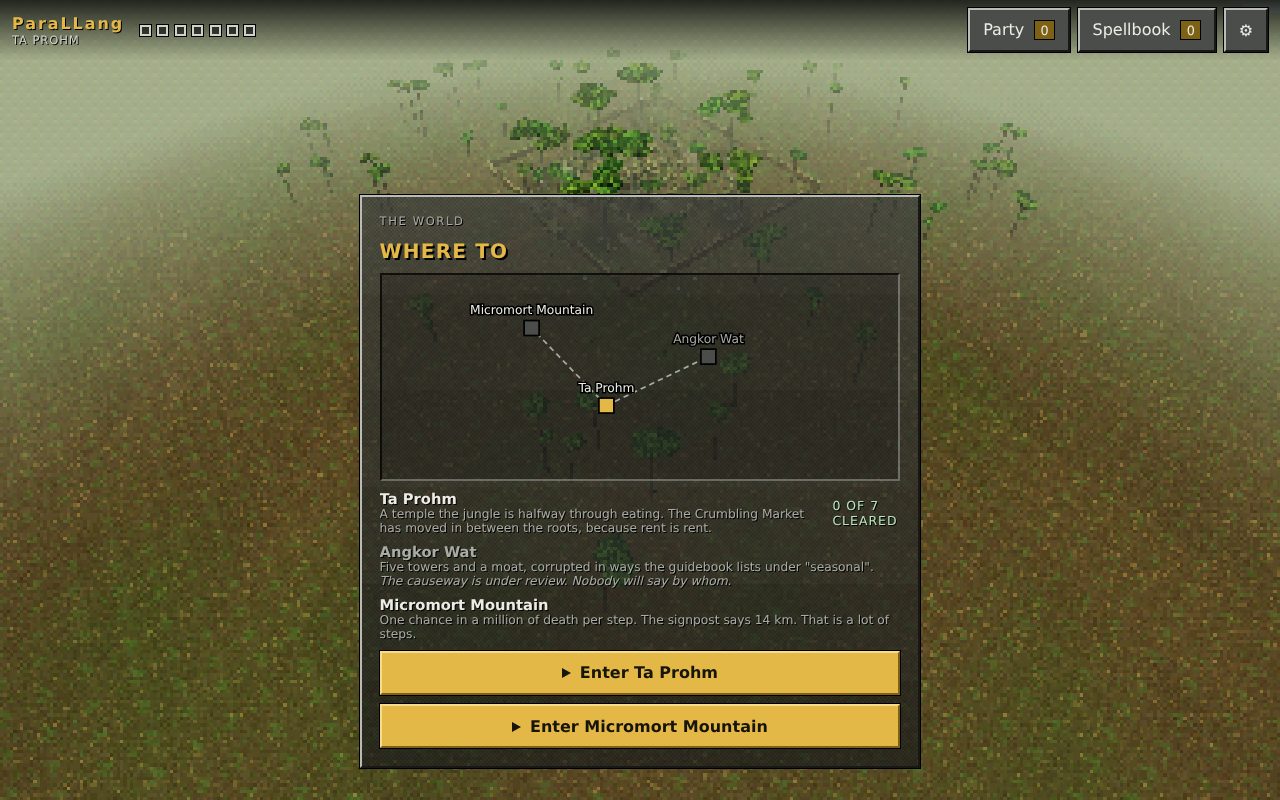 ParaLLang
TA PROHM
Party 0
Spellbook 0
THE WORLD
WHERE TO
Micromort Mountain
Angkor Wat
Ta Prohm
Ta Prohm
A temple the jungle is halfway through eating. The Crumbling Market
has moved in between the roots, because rent is rent.
0 OF 7
CLEARED
Angkor Wat
Five towers and a moat, corrupted in ways the guidebook lists under "seasonal".
The causeway is under review. Nobody will say by whom.
Micromort Mountain
One chance in a million of death per step. The signpost says 14 km. That is a lot of
steps.
Enter Ta Prohm
Enter Micromort Mountain